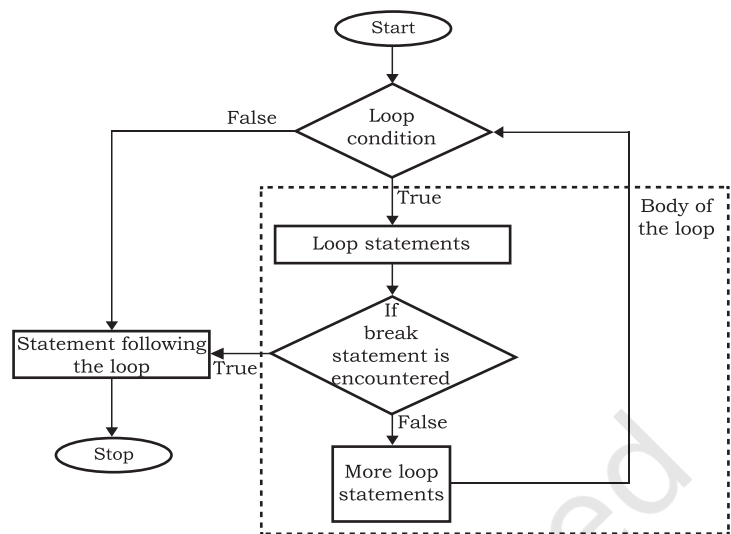 Start
Loop
condition
False
True
Body of
the loop
Loop statements
If
break
statement is
encountered
Statement following
the loop
True
False
Stop
More loop
statements